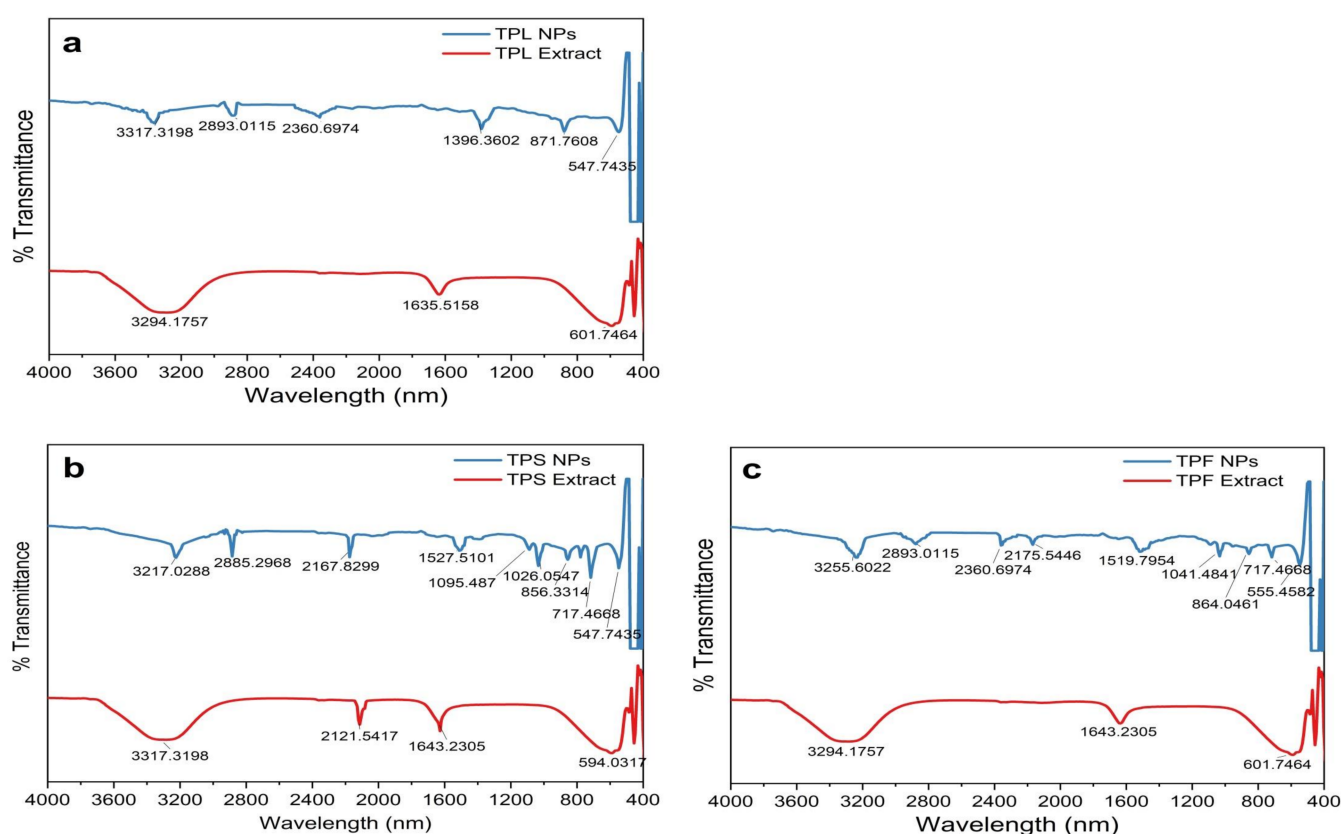 a
TPL NPs
TPL Extract
% Transmittance
3317.3198
2893.0115
2360.6974
1396.3602
871.7608
547.7435
3294.1757
1635.5158
601.7464
4000 3600 3200 2800 2400 2000 1600 1200 800 400
Wavelength (nm)
b
TPS NPs
TPS Extract
% Transmittance
3217.0288
2885.2968
2167.8299
1527.5101
1095.487
1026.0547
856.3314
717.4668
547.7435
3317.3198
2121.5417
1643.2305
594.0317
4000 3600 3200 2800 2400 2000 1600 1200 800 400
Wavelength (nm)
c
TPF NPs
TPF Extract
% Transmittance
3255.6022
2893.0115
2360.6974
2175.5446
1519.7954
1041.4841
864.0461
717.4668
555.4582
3294.1757
1643.2305
601.7464
4000 3600 3200 2800 2400 2000 1600 1200 800 400
Wavelength (nm)